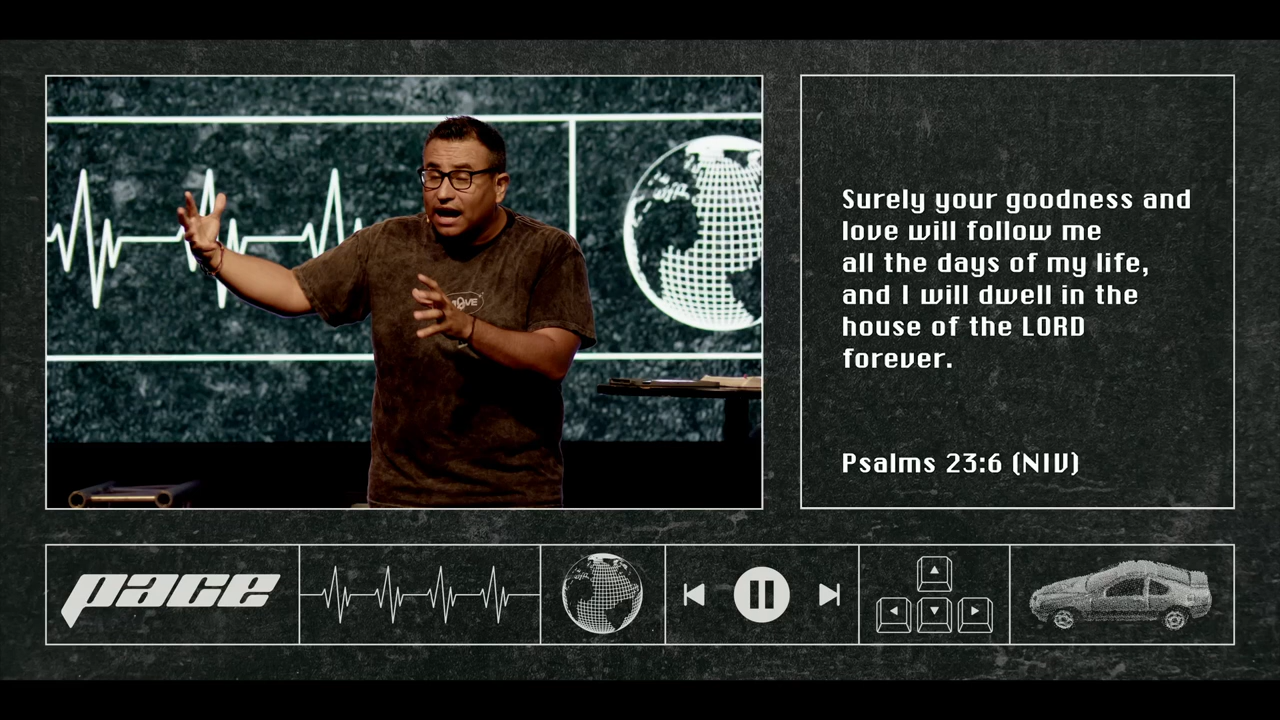 Surely your goodness and
love will follow me
all the days of my life,
and I will dwell in the
house of the LORD
forever.
Psalms 23:6 (NIV)
pace